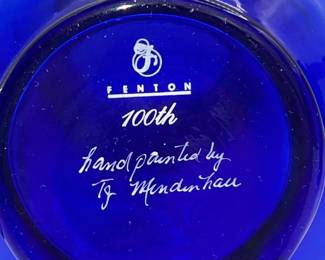 FENTON
100th
hand painted by
TJ Mendenhall